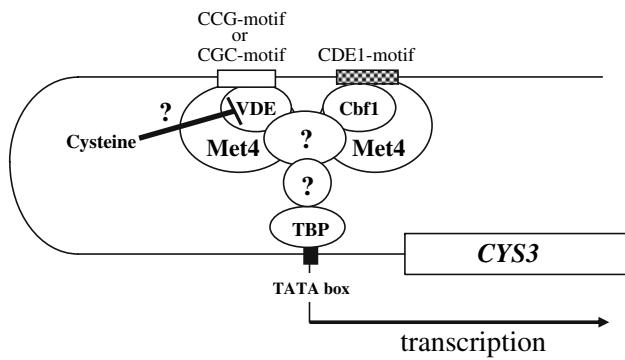 CCG-motif
or
CGC-motif
CDE1-motif
?
VDE
Cbf1
Cysteine
?
Met4
Met4
?
TBP
CYS3
TATA box
transcription